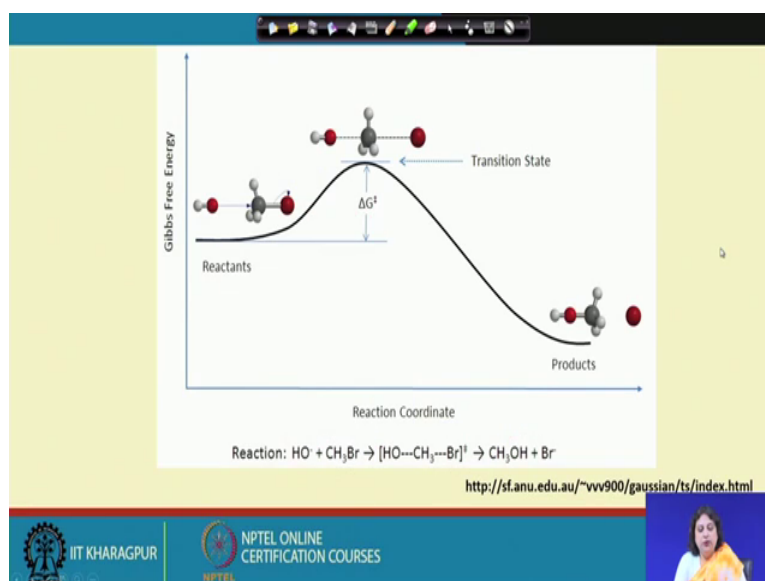 Gibbs Free Energy
Transition State
ΔG‡
Reactants
Products
Reaction Coordinate
Reaction: HO⁻ + CH₃Br → [HO---CH₃---Br]‡ → CH₃OH + Br⁻
http://sf.anu.edu.au/~vvv900/gaussian/ts/index.html
IIT KHARAGPUR
NPTEL ONLINE
CERTIFICATION COURSES
NPTEL